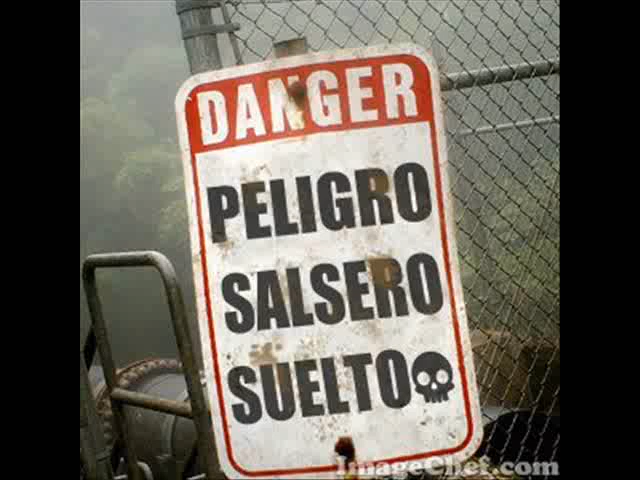 DANGER
PELIGRO
SALSERO
SUELTO
ImageChef.com